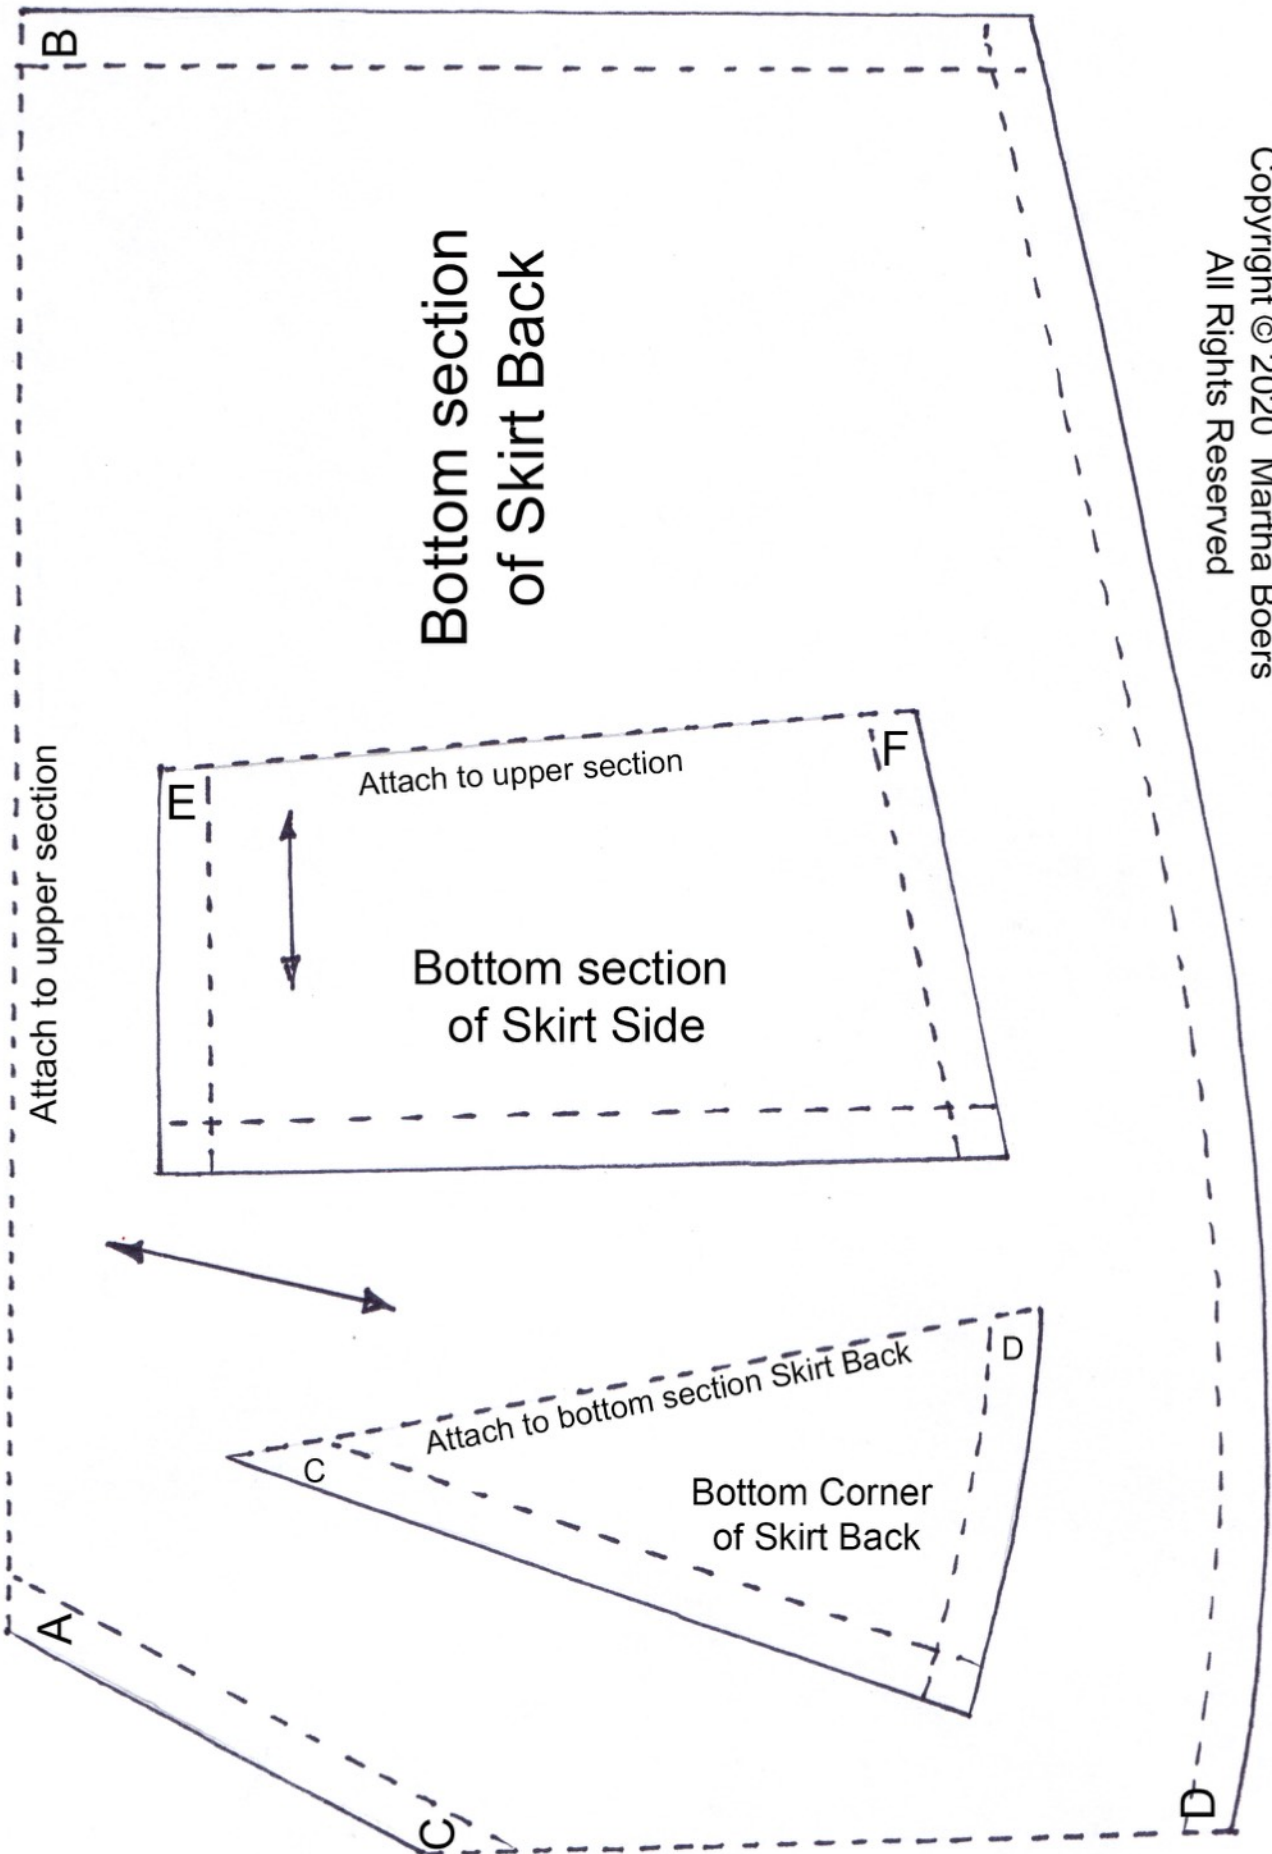 B
Copyright © 2020 Martha Boers
All Rights Reserved
Bottom section
of Skirt Back
Attach to upper section
E
F
Attach to upper section
Bottom section
of Skirt Side
D
Attach to bottom section Skirt Back
C
Bottom Corner
of Skirt Back
A
C
D